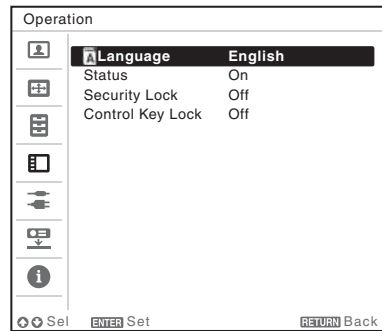 Operation
A Language English
Status On
Security Lock Off
Control Key Lock Off
Sel ENTER Set RETURN Back